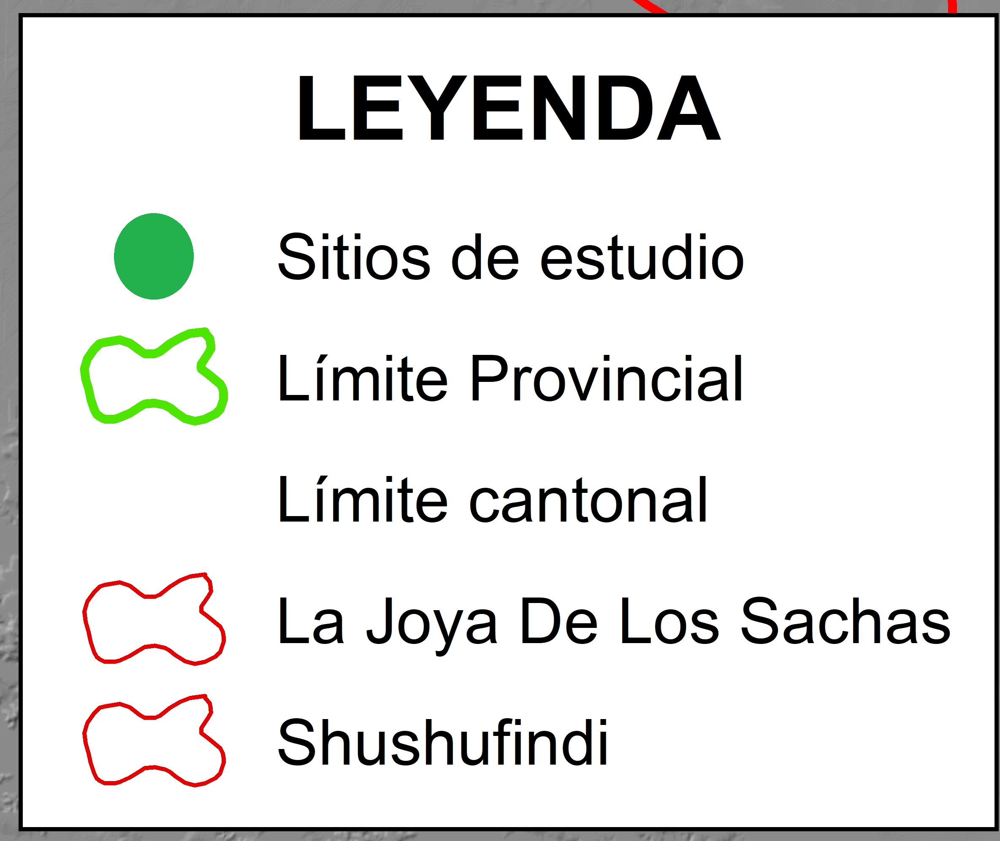 LEYENDA
Sitios de estudio
Límite Provincial
Límite cantonal
La Joya De Los Sachas
Shushufindi